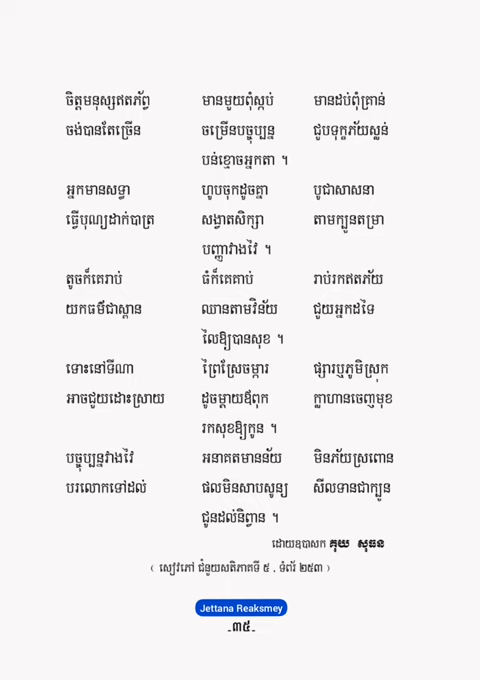 ចិត្តមនុស្សឥតភ័ព្វ មានមួយពុំស្កប់ មានដប់ពុំគ្រាន់
ចង់បានតែច្រើន ចម្រើនបច្ចុប្បន្ន ជួបទុក្ខភ័យស្លន់
បន់ខ្មោចអ្នកតា ។
អ្នកមានសទ្ធា ហូបចុកដូចគ្នា បូជាសាសនា
ធ្វើបុណ្យដាក់បាត្រ សង្វាតសិក្សា តាមក្បួនតម្រា
បញ្ញាវាងវៃ ។
តូចក៏គេរាប់ ធំក៏គេគាប់ រាប់រកឥតភ័យ
យកធម៌ជាស្ពាន ឈានតាមវិន័យ ជួយអ្នកដទៃ
លៃឱ្យបានសុខ ។
ទោះនៅទីណា ព្រៃស្រែចម្ការ ផ្សារឬភូមិស្រុក
អាចជួយដោះស្រាយ ដូចម្តាយឪពុក ក្លាហានចេញមុខ
រកសុខឱ្យកូន ។
បច្ចុប្បន្នវាងវៃ អនាគតមានន័យ មិនភ័យស្រពោន
បរលោកទៅដល់ ផលមិនសាបសូន្យ សីលទានជាក្បួន
ជូនដល់និព្វាន ។
ដោយឧបាសក គុយ សុធន
( សៀវភៅ ជំនួយសតិភាគទី ៥ , ទំព័រ ២៥៣ )
Jettana Reaksmey
-៣៥-